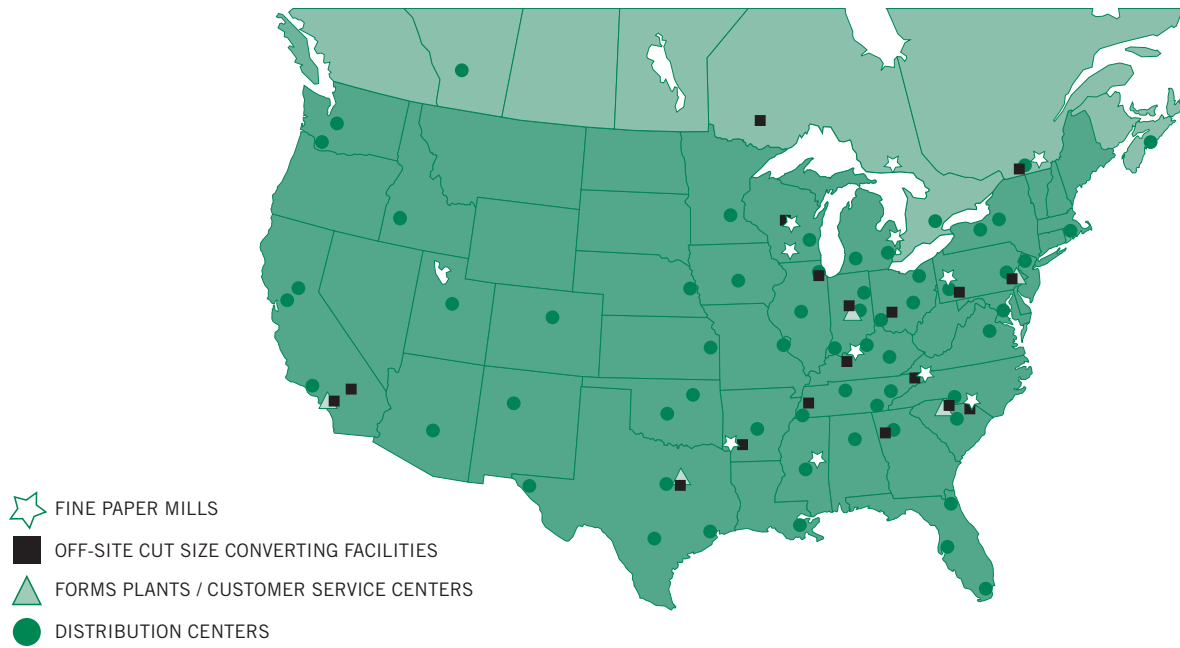 FINE PAPER MILLS
OFF-SITE CUT SIZE CONVERTING FACILITIES
FORMS PLANTS / CUSTOMER SERVICE CENTERS
DISTRIBUTION CENTERS